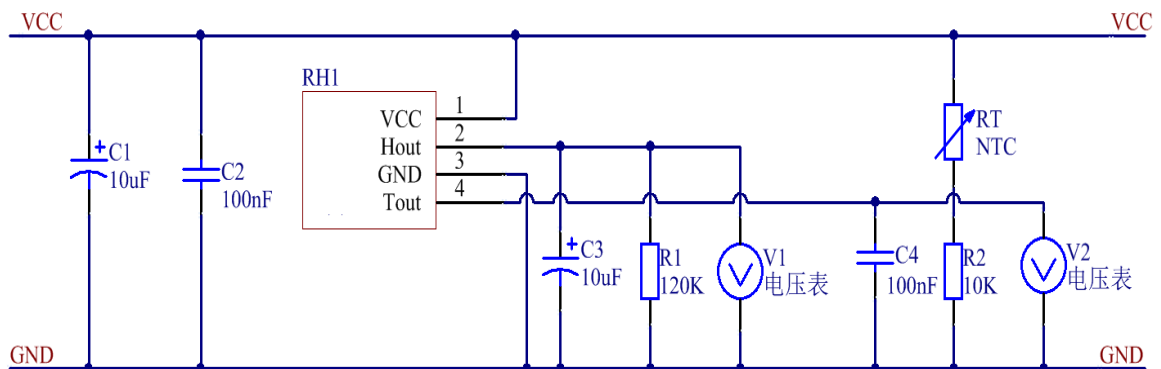 VCC
VCC
RH1
VCC
1
Hout
2
GND
3
Tout
4
C1
10uF
C2
100nF
C3
10uF
R1
120K
V1
电压表
C4
100nF
RT
NTC
R2
10K
V2
电压表
GND
GND